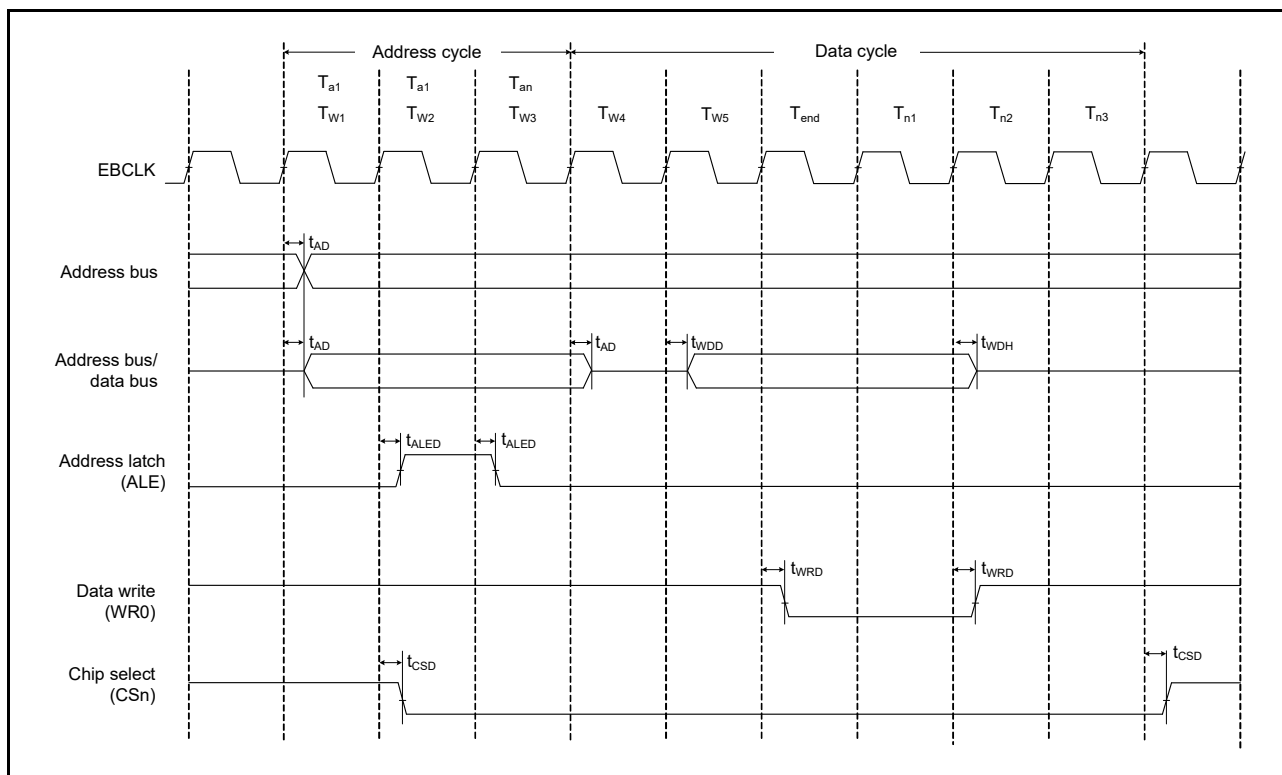 Address cycle Data cycle
Ta1 Ta1 Tan
TW1 TW2 TW3 TW4 TW5 Tend Tn1 Tn2 Tn3
EBCLK
tAD
Address bus
tAD tAD tWDD tWDH
Address bus/
data bus
tALED tALED
Address latch
(ALE)
tWRD tWRD
Data write
(WR0)
tCSD tCSD
Chip select
(CSn)